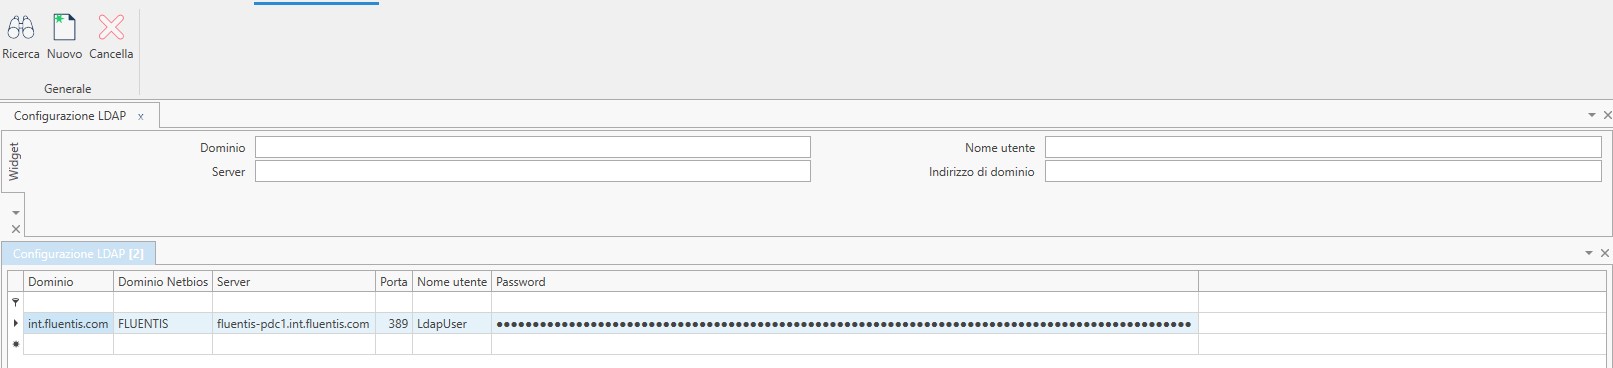 Ricerca Nuovo Cancella
Generale
Configurazione LDAP x
Widget
Dominio Nome utente
Server Indirizzo di dominio
Configurazione LDAP [2]
Dominio Dominio Netbios Server Porta Nome utente Password
int.fluentis.com FLUENTIS fluentis-pdc1.int.fluentis.com 389 LdapUser